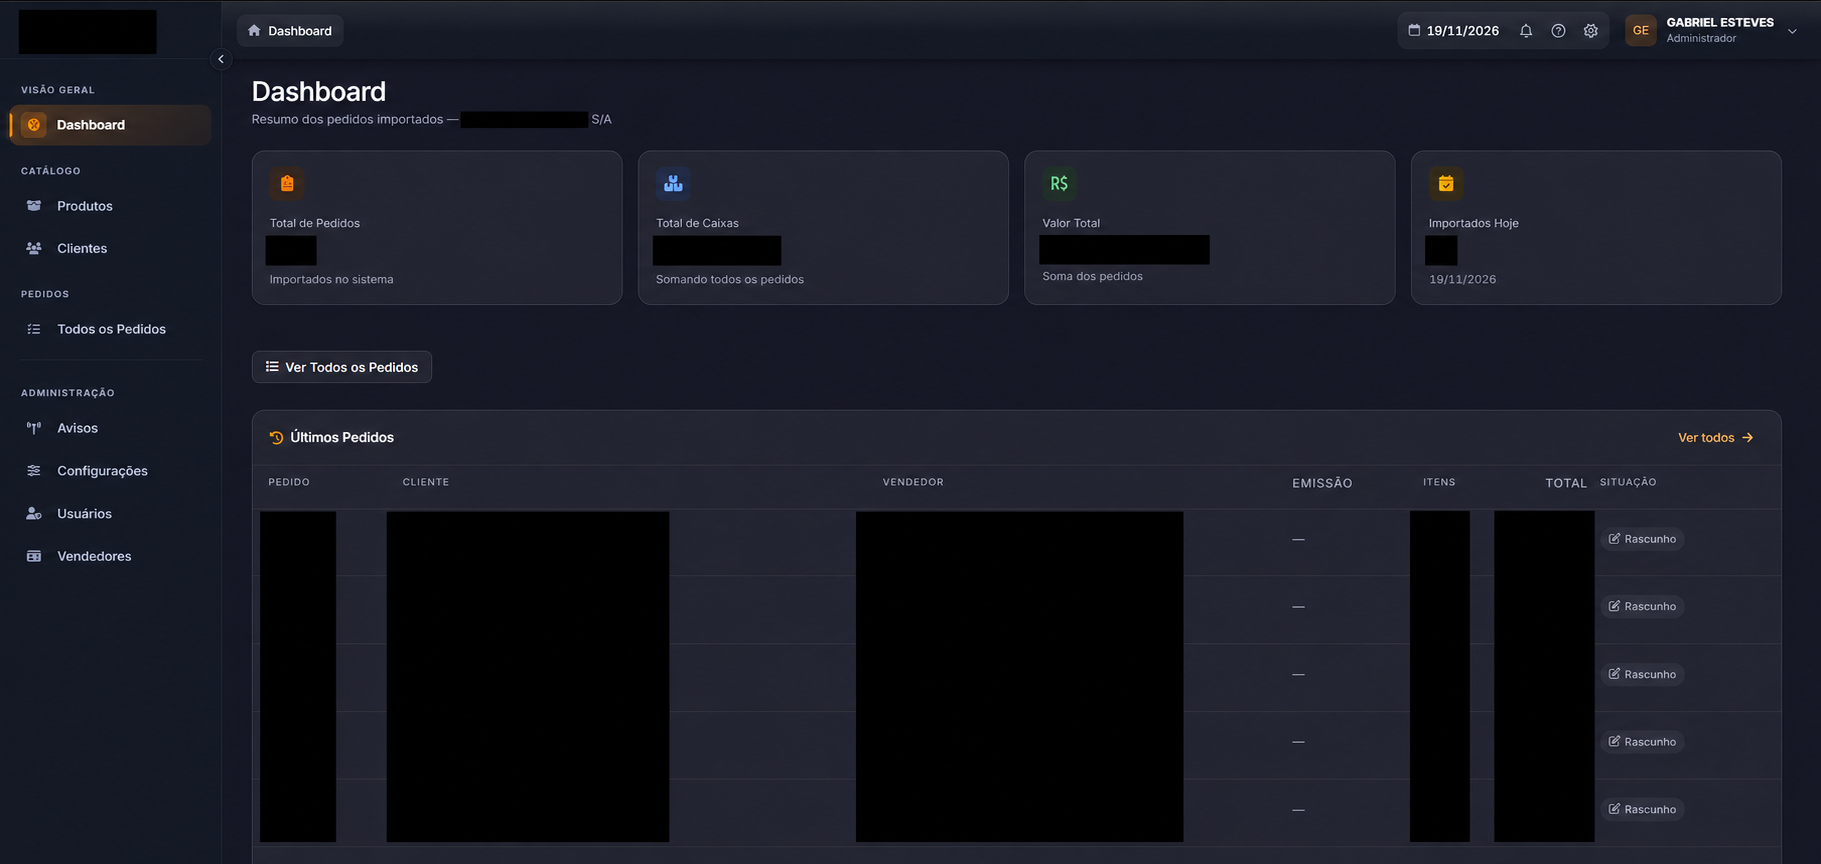 Dashboard
19/11/2026
GE
GABRIEL ESTEVES
Administrador
VISÃO GERAL
Dashboard
CATÁLOGO
Produtos
Clientes
PEDIDOS
Todos os Pedidos
ADMINISTRAÇÃO
Avisos
Configurações
Usuários
Vendedores
Dashboard
Resumo dos pedidos importados — S/A
Total de Pedidos
Importados no sistema
Total de Caixas
Somando todos os pedidos
R$
Valor Total
Soma dos pedidos
Importados Hoje
19/11/2026
Ver Todos os Pedidos
Últimos Pedidos
Ver todos →
PEDIDO CLIENTE VENDEDOR EMISSÃO ITENS TOTAL SITUAÇÃO
— Rascunho
— Rascunho
— Rascunho
— Rascunho
— Rascunho